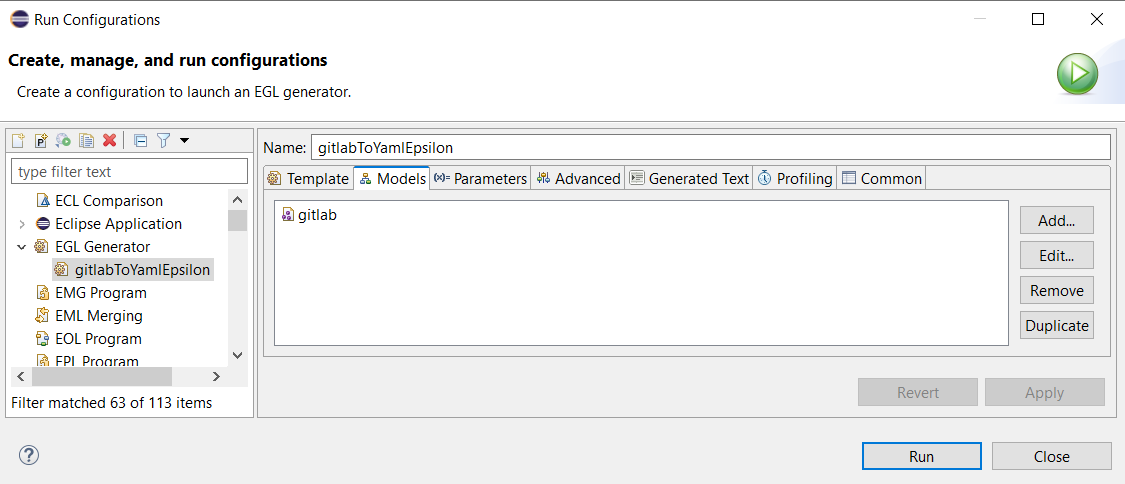 Run Configurations
Create, manage, and run configurations
Create a configuration to launch an EGL generator.
Name: gitlabToYamlEpsilon
type filter text
Template Models (x)= Parameters Advanced Generated Text Profiling Common
ECL Comparison
Eclipse Application
EGL Generator
gitlabToYamlEpsilon
EMG Program
EML Merging
EOL Program
EPL Program
Filter matched 63 of 113 items
gitlab
Add...
Edit...
Remove
Duplicate
Revert Apply
? Run Close